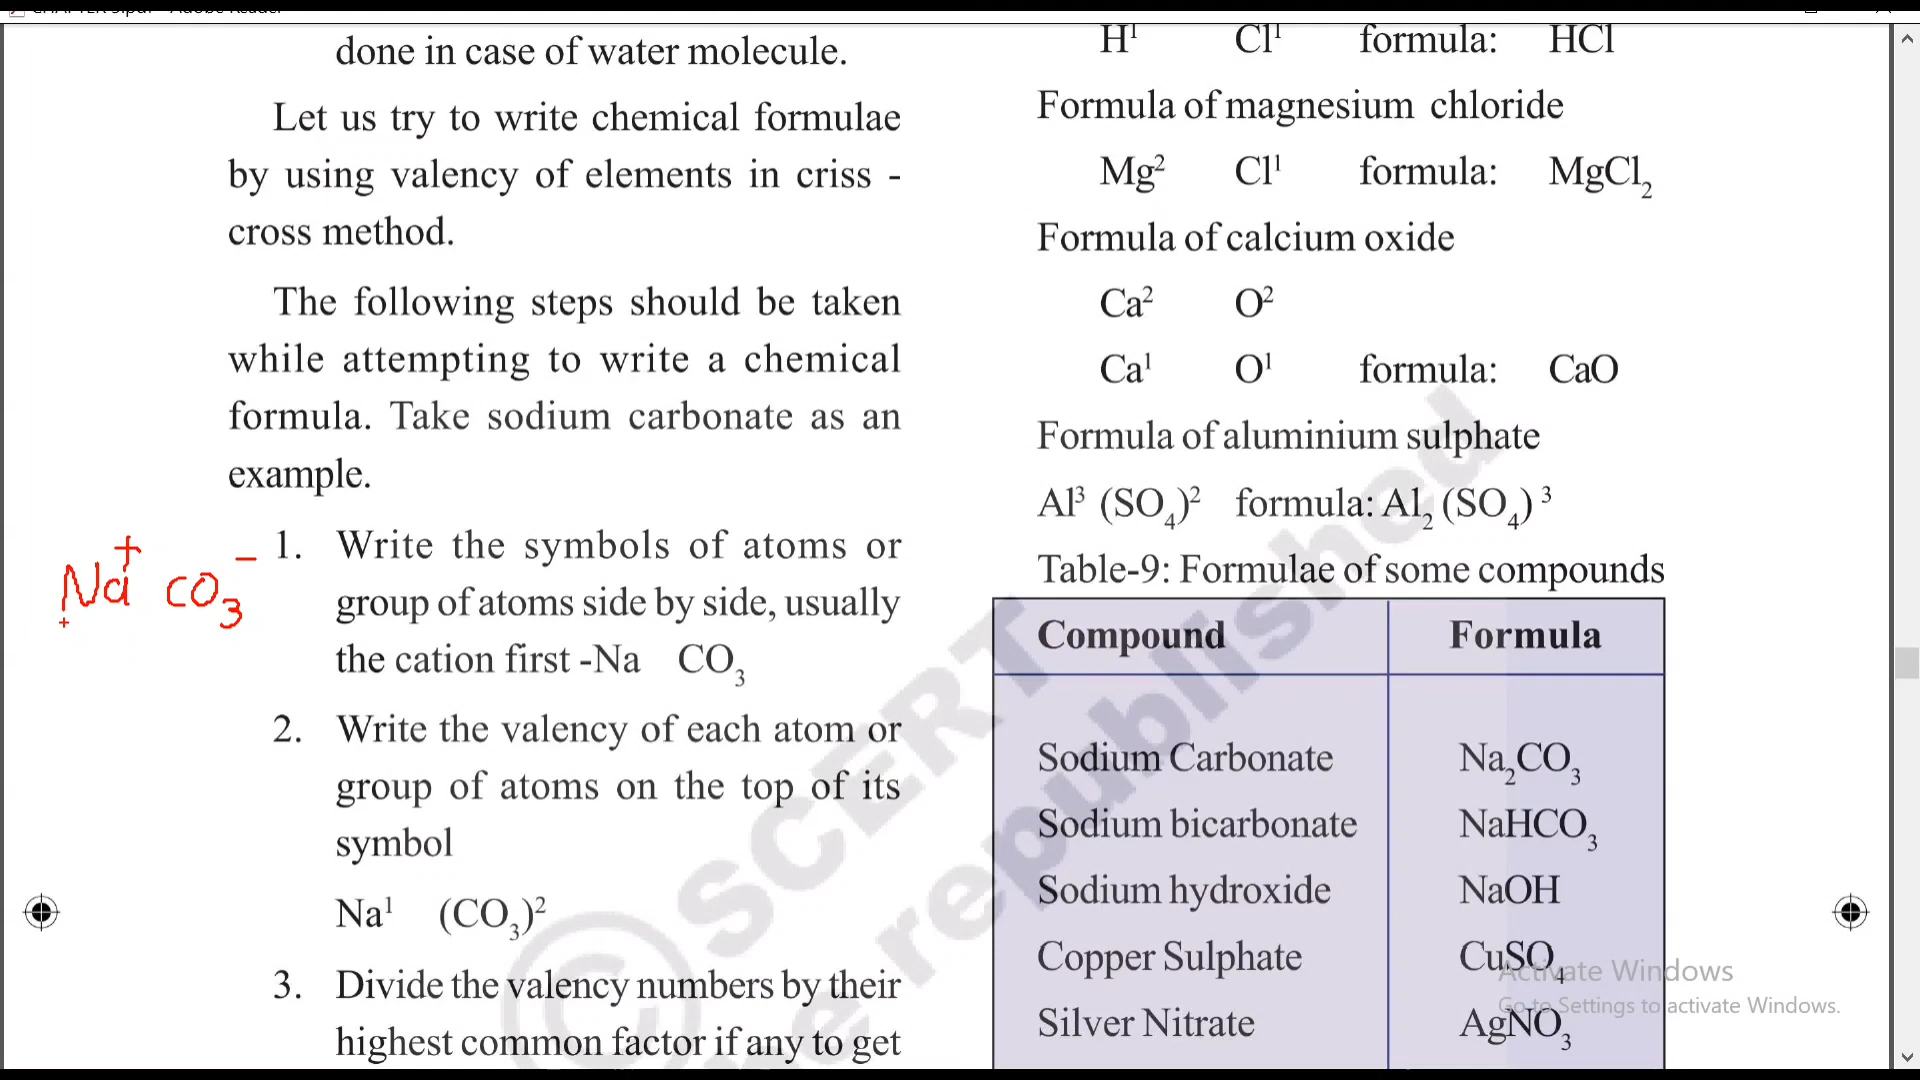 done in case of water molecule.
Let us try to write chemical formulae
by using valency of elements in criss -
cross method.
The following steps should be taken
while attempting to write a chemical
formula. Take sodium carbonate as an
example.
1. Write the symbols of atoms or
group of atoms side by side, usually
the cation first -Na CO₃
2. Write the valency of each atom or
group of atoms on the top of its
symbol
Na¹ (CO₃)²
3. Divide the valency numbers by their
highest common factor if any to get
Na⁺ CO₃⁻
+
H¹ Cl¹ formula: HCl
Formula of magnesium chloride
Mg² Cl¹ formula: MgCl₂
Formula of calcium oxide
Ca² O²
Ca¹ O¹ formula: CaO
Formula of aluminium sulphate
Al³ (SO₄)² formula: Al₂ (SO₄) ³
Table-9: Formulae of some compounds
Compound Formula
Sodium Carbonate Na₂CO₃
Sodium bicarbonate NaHCO₃
Sodium hydroxide NaOH
Copper Sulphate CuSO₄
Silver Nitrate AgNO₃
© SCERT
be republished
Activate Windows
Go to Settings to activate Windows.